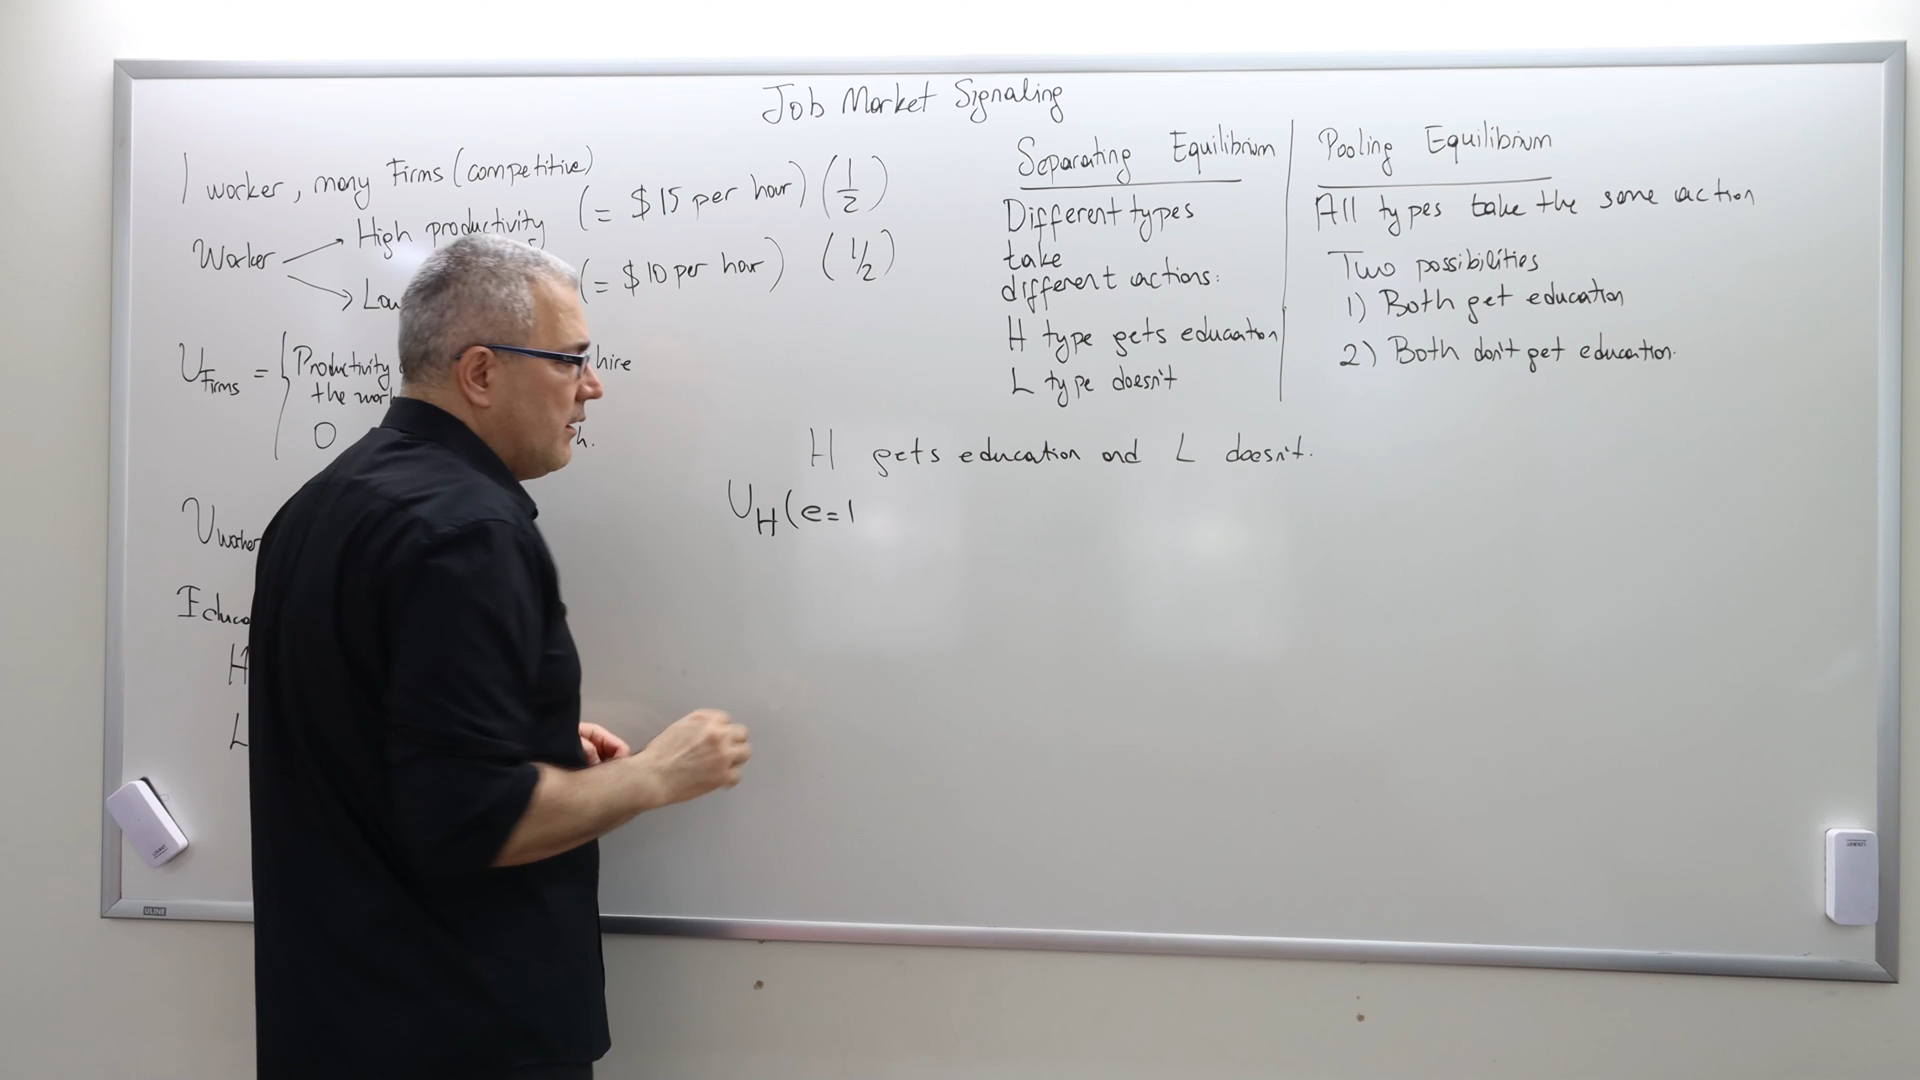 Job Market Signaling
1 worker, many Firms (competitive)
Worker
High productivity (= $15 per hour) (1/2)
(= $10 per hour) (1/2)
U Firms = { Productivity
hire
the
0
U worker
H
L
Separating Equilibrium
Different types
take
different actions:
H type gets education
L type doesn't
Pooling Equilibrium
All types take the same action
Two possibilities
1) Both get education
2) Both don't get education.
H gets education and L doesn't.
U_H(e=1
ULINE